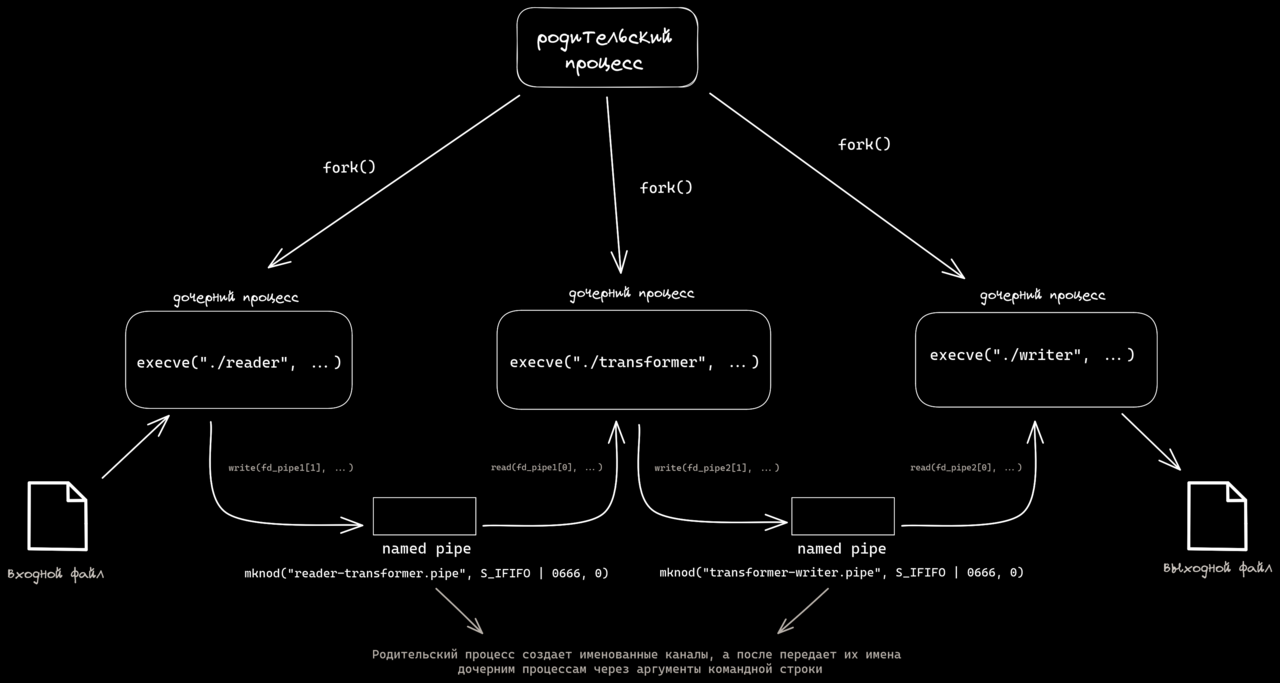 родительский
процесс
fork()
fork()
fork()
дочерний процесс
дочерний процесс
дочерний процесс
execve("./reader", ...)
execve("./transformer", ...)
execve("./writer", ...)
write(fd_pipe1[1], ...)
read(fd_pipe1[0], ...)
write(fd_pipe2[1], ...)
read(fd_pipe2[0], ...)
named pipe
named pipe
входной файл
mknod("reader-transformer.pipe", S_IFIFO | 0666, 0)
mknod("transformer-writer.pipe", S_IFIFO | 0666, 0)
выходной файл
Родительский процесс создает именованные каналы, а после передает их имена
дочерним процессам через аргументы командной строки